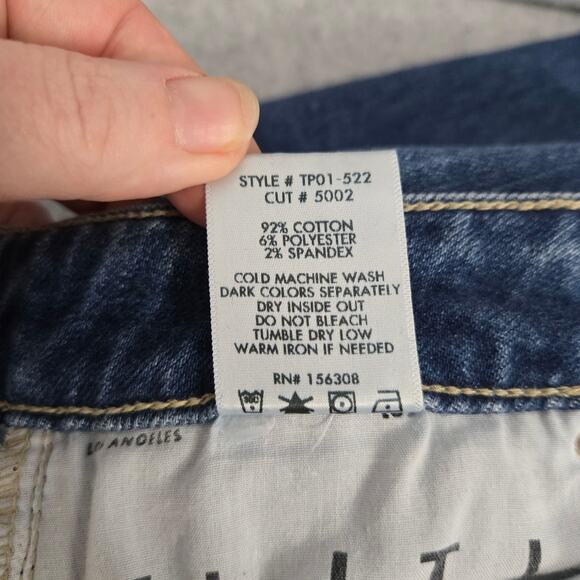 STYLE # TP01-522
CUT # 5002
92% COTTON
6% POLYESTER
2% SPANDEX
COLD MACHINE WASH
DARK COLORS SEPARATELY
DRY INSIDE OUT
DO NOT BLEACH
TUMBLE DRY LOW
WARM IRON IF NEEDED
RN# 156308
ANGELES